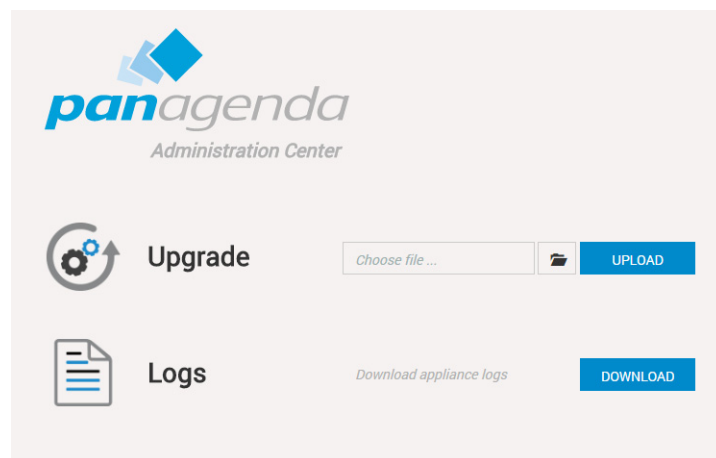 panagenda
Administration Center
Upgrade
Choose file ...
UPLOAD
Logs
Download appliance logs
DOWNLOAD